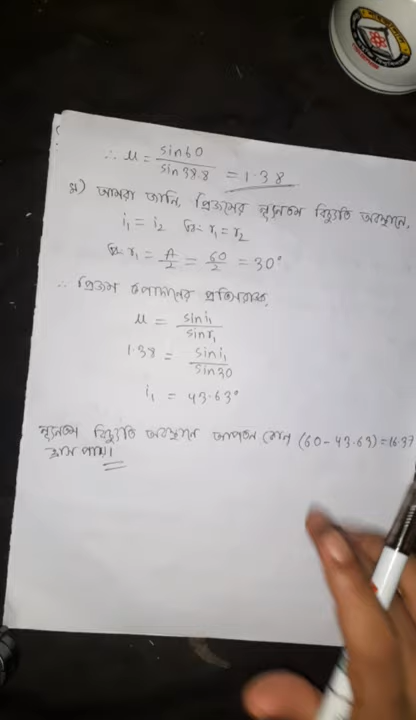 ∴ μ = sin60 / sin38.8 = 1.38
আমরা জানি, প্রিজমের ন্যূনতম বিচ্যুতি অবস্থানে,
i₁ = i₂ এবং r₁ = r₂
r₁ = A/2 = 60/2 = 30°
∴ প্রিজম উপাদানের প্রতিসরাঙ্ক,
μ = sini₁ / sinr₁
1.38 = sini₁ / sin30
i₁ = 43.63°
ন্যূনতম বিচ্যুতি অবস্থানে আপতন কোণ (60 - 43.63) = 16.37
হ্রাস পায়।